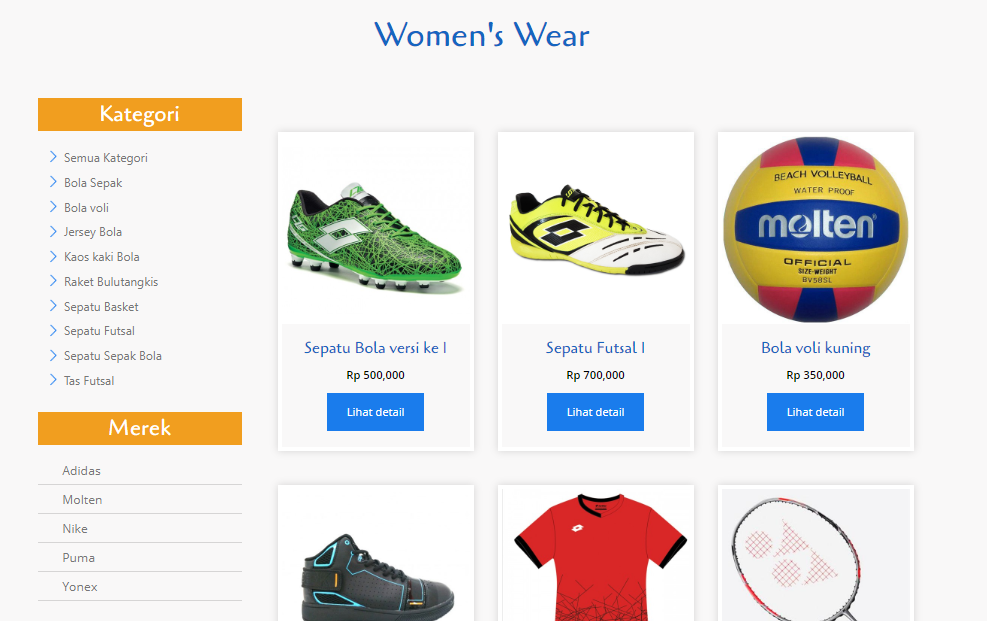 Women's Wear
Kategori
Semua Kategori
Bola Sepak
Bola voli
Jersey Bola
Kaos kaki Bola
Raket Bulutangkis
Sepatu Basket
Sepatu Futsal
Sepatu Sepak Bola
Tas Futsal
Merek
Adidas
Molten
Nike
Puma
Yonex
Sepatu Bola versi ke I
Rp 500,000
Lihat detail
Sepatu Futsal I
Rp 700,000
Lihat detail
BEACH VOLLEYBALL
WATER PROOF
molten
OFFICIAL
SIZE-WEIGHT
BV58SL
Bola voli kuning
Rp 350,000
Lihat detail